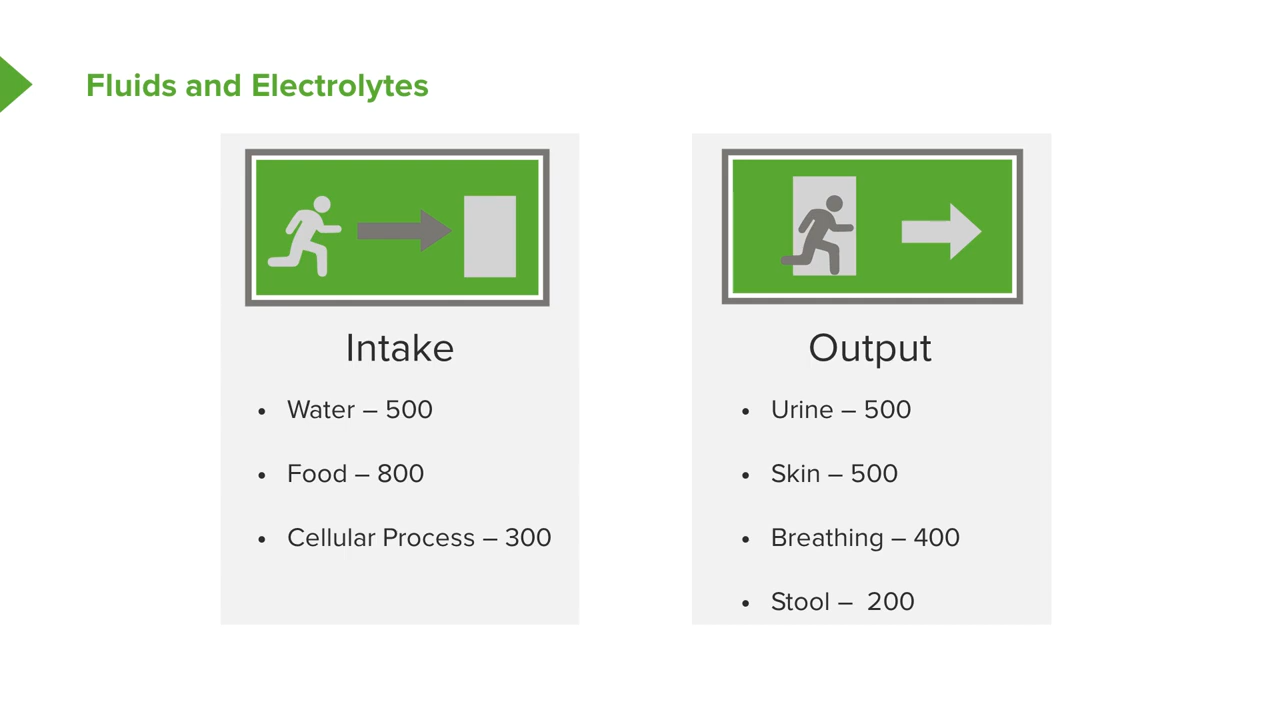 Fluids and Electrolytes
Intake
• Water – 500
• Food – 800
• Cellular Process – 300
Output
• Urine – 500
• Skin – 500
• Breathing – 400
• Stool –  200